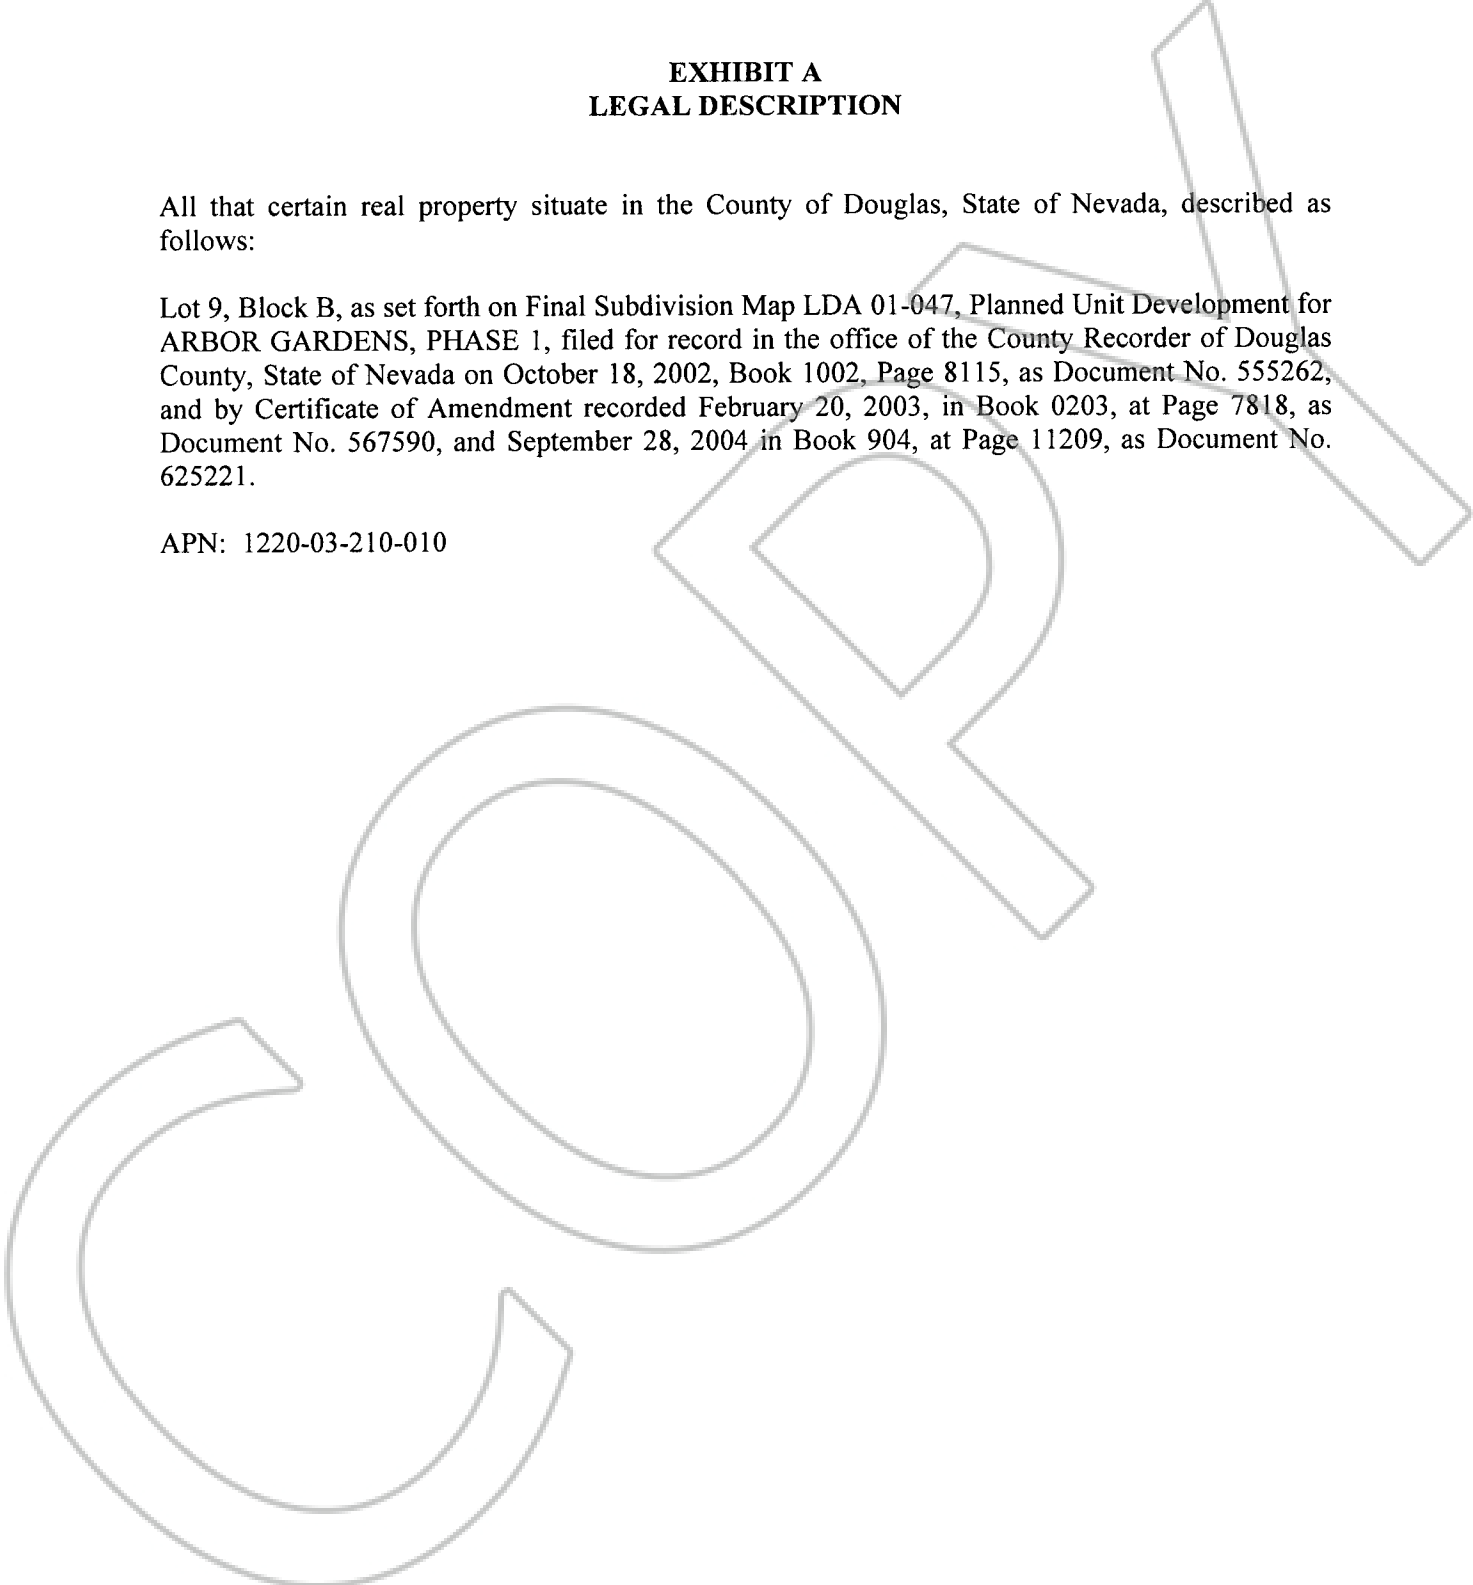 EXHIBIT A
LEGAL DESCRIPTION
All that certain real property situate in the County of Douglas, State of Nevada, described as
follows:
Lot 9, Block B, as set forth on Final Subdivision Map LDA 01-047, Planned Unit Development for
ARBOR GARDENS, PHASE 1, filed for record in the office of the County Recorder of Douglas
County, State of Nevada on October 18, 2002, Book 1002, Page 8115, as Document No. 555262,
and by Certificate of Amendment recorded February 20, 2003, in Book 0203, at Page 7818, as
Document No. 567590, and September 28, 2004 in Book 904, at Page 11209, as Document No.
625221.
APN: 1220-03-210-010
COPY